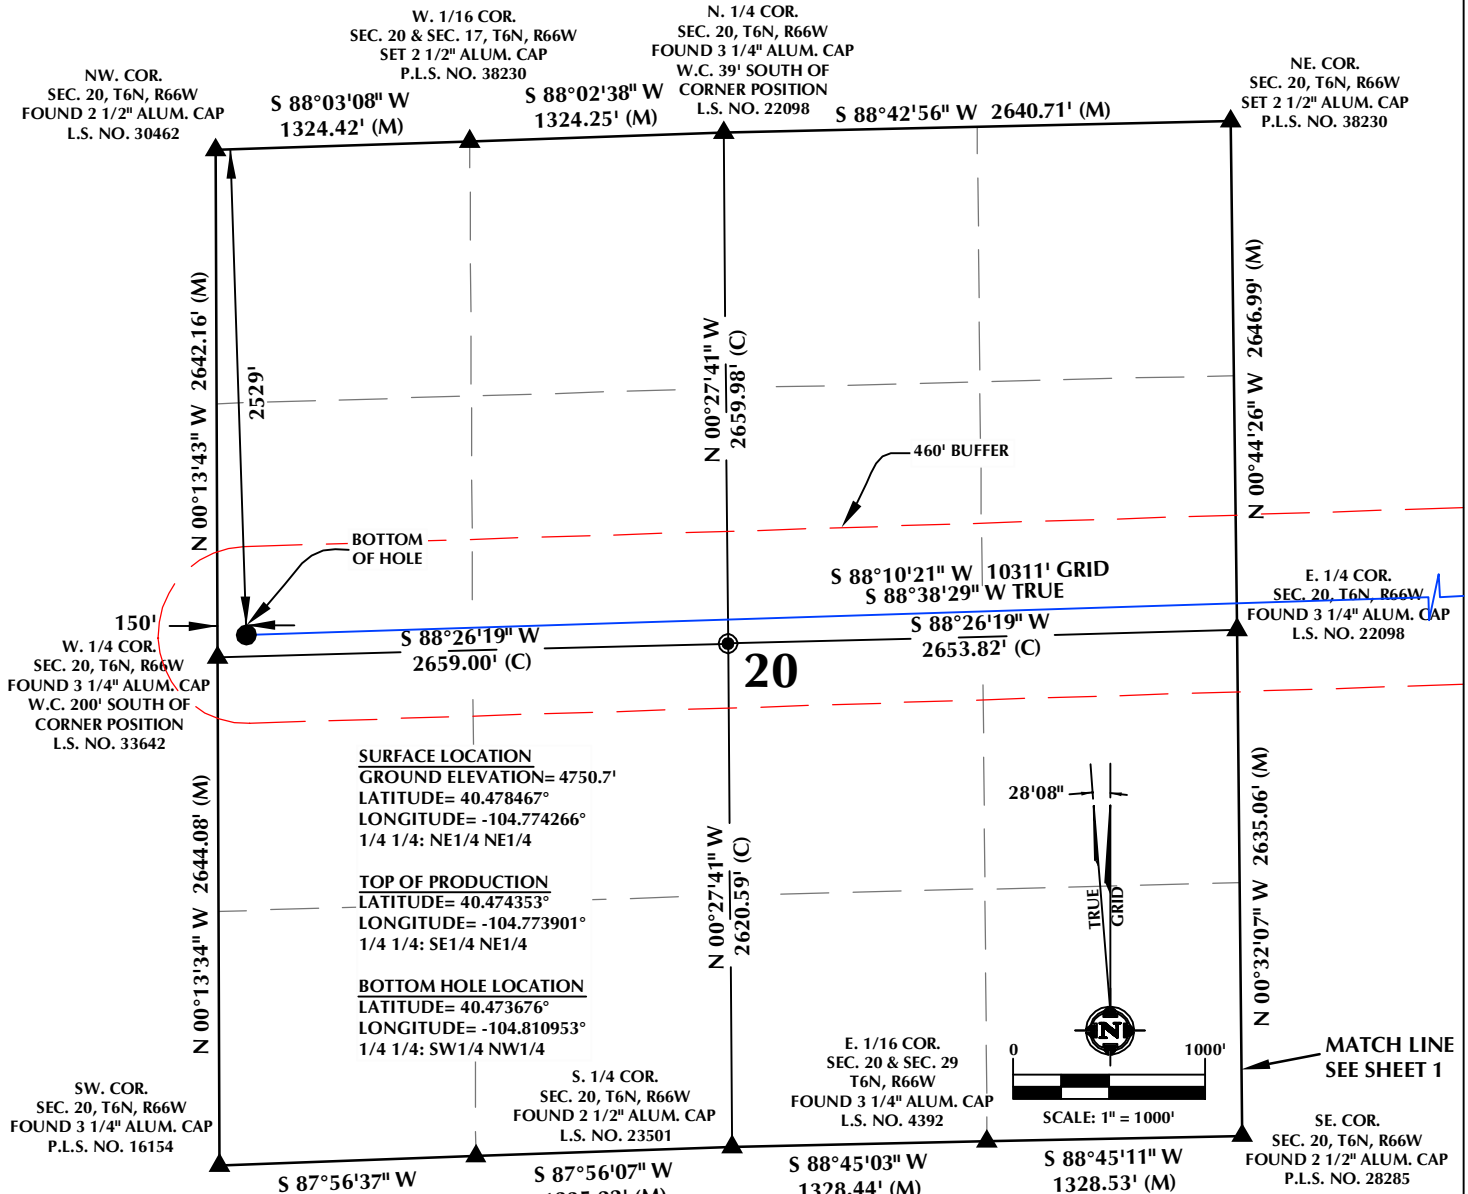 W. 1/16 COR.
SEC. 20 & SEC. 17, T6N, R66W
SET 2 1/2" ALUM. CAP
P.L.S. NO. 38230
N. 1/4 COR.
SEC. 20, T6N, R66W
FOUND 3 1/4" ALUM. CAP
W.C. 39' SOUTH OF
CORNER POSITION
L.S. NO. 22098
NW. COR.
SEC. 20, T6N, R66W
FOUND 2 1/2" ALUM. CAP
L.S. NO. 30462
NE. COR.
SEC. 20, T6N, R66W
SET 2 1/2" ALUM. CAP
P.L.S. NO. 38230
S 88°03'08" W
1324.42' (M)
S 88°02'38" W
1324.25' (M)
S 88°42'56" W 2640.71' (M)
N 00°13'43" W 2642.16' (M)
2529'
N 00°27'41" W
2659.98' (C)
N 00°44'26" W 2646.99' (M)
460' BUFFER
BOTTOM
OF HOLE
S 88°10'21" W 10311' GRID
S 88°38'29" W TRUE
150'
E. 1/4 COR.
SEC. 20, T6N, R66W
FOUND 3 1/4" ALUM. CAP
L.S. NO. 22098
S 88°26'19" W
2659.00' (C)
S 88°26'19" W
2653.82' (C)
20
W. 1/4 COR.
SEC. 20, T6N, R66W
FOUND 3 1/4" ALUM. CAP
W.C. 200' SOUTH OF
CORNER POSITION
L.S. NO. 33642
SURFACE LOCATION
GROUND ELEVATION= 4750.7'
LATITUDE= 40.478467°
LONGITUDE= -104.774266°
1/4 1/4: NE1/4 NE1/4
TOP OF PRODUCTION
LATITUDE= 40.474353°
LONGITUDE= -104.773901°
1/4 1/4: SE1/4 NE1/4
BOTTOM HOLE LOCATION
LATITUDE= 40.473676°
LONGITUDE= -104.810953°
1/4 1/4: SW1/4 NW1/4
N 00°13'34" W 2644.08' (M)
N 00°27'41" W
2620.59' (C)
28'08"
TRUE
GRID
N
N 00°32'07" W 2635.06' (M)
0 1000'
SCALE: 1" = 1000'
MATCH LINE
SEE SHEET 1
E. 1/16 COR.
SEC. 20 & SEC. 29
T6N, R66W
FOUND 3 1/4" ALUM. CAP
L.S. NO. 4392
S. 1/4 COR.
SEC. 20, T6N, R66W
FOUND 2 1/2" ALUM. CAP
L.S. NO. 23501
SW. COR.
SEC. 20, T6N, R66W
FOUND 3 1/4" ALUM. CAP
P.L.S. NO. 16154
SE. COR.
SEC. 20, T6N, R66W
FOUND 2 1/2" ALUM. CAP
P.L.S. NO. 28285
S 87°56'37" W
S 87°56'07" W
S 88°45'03" W
1328.44' (M)
S 88°45'11" W
1328.53' (M)